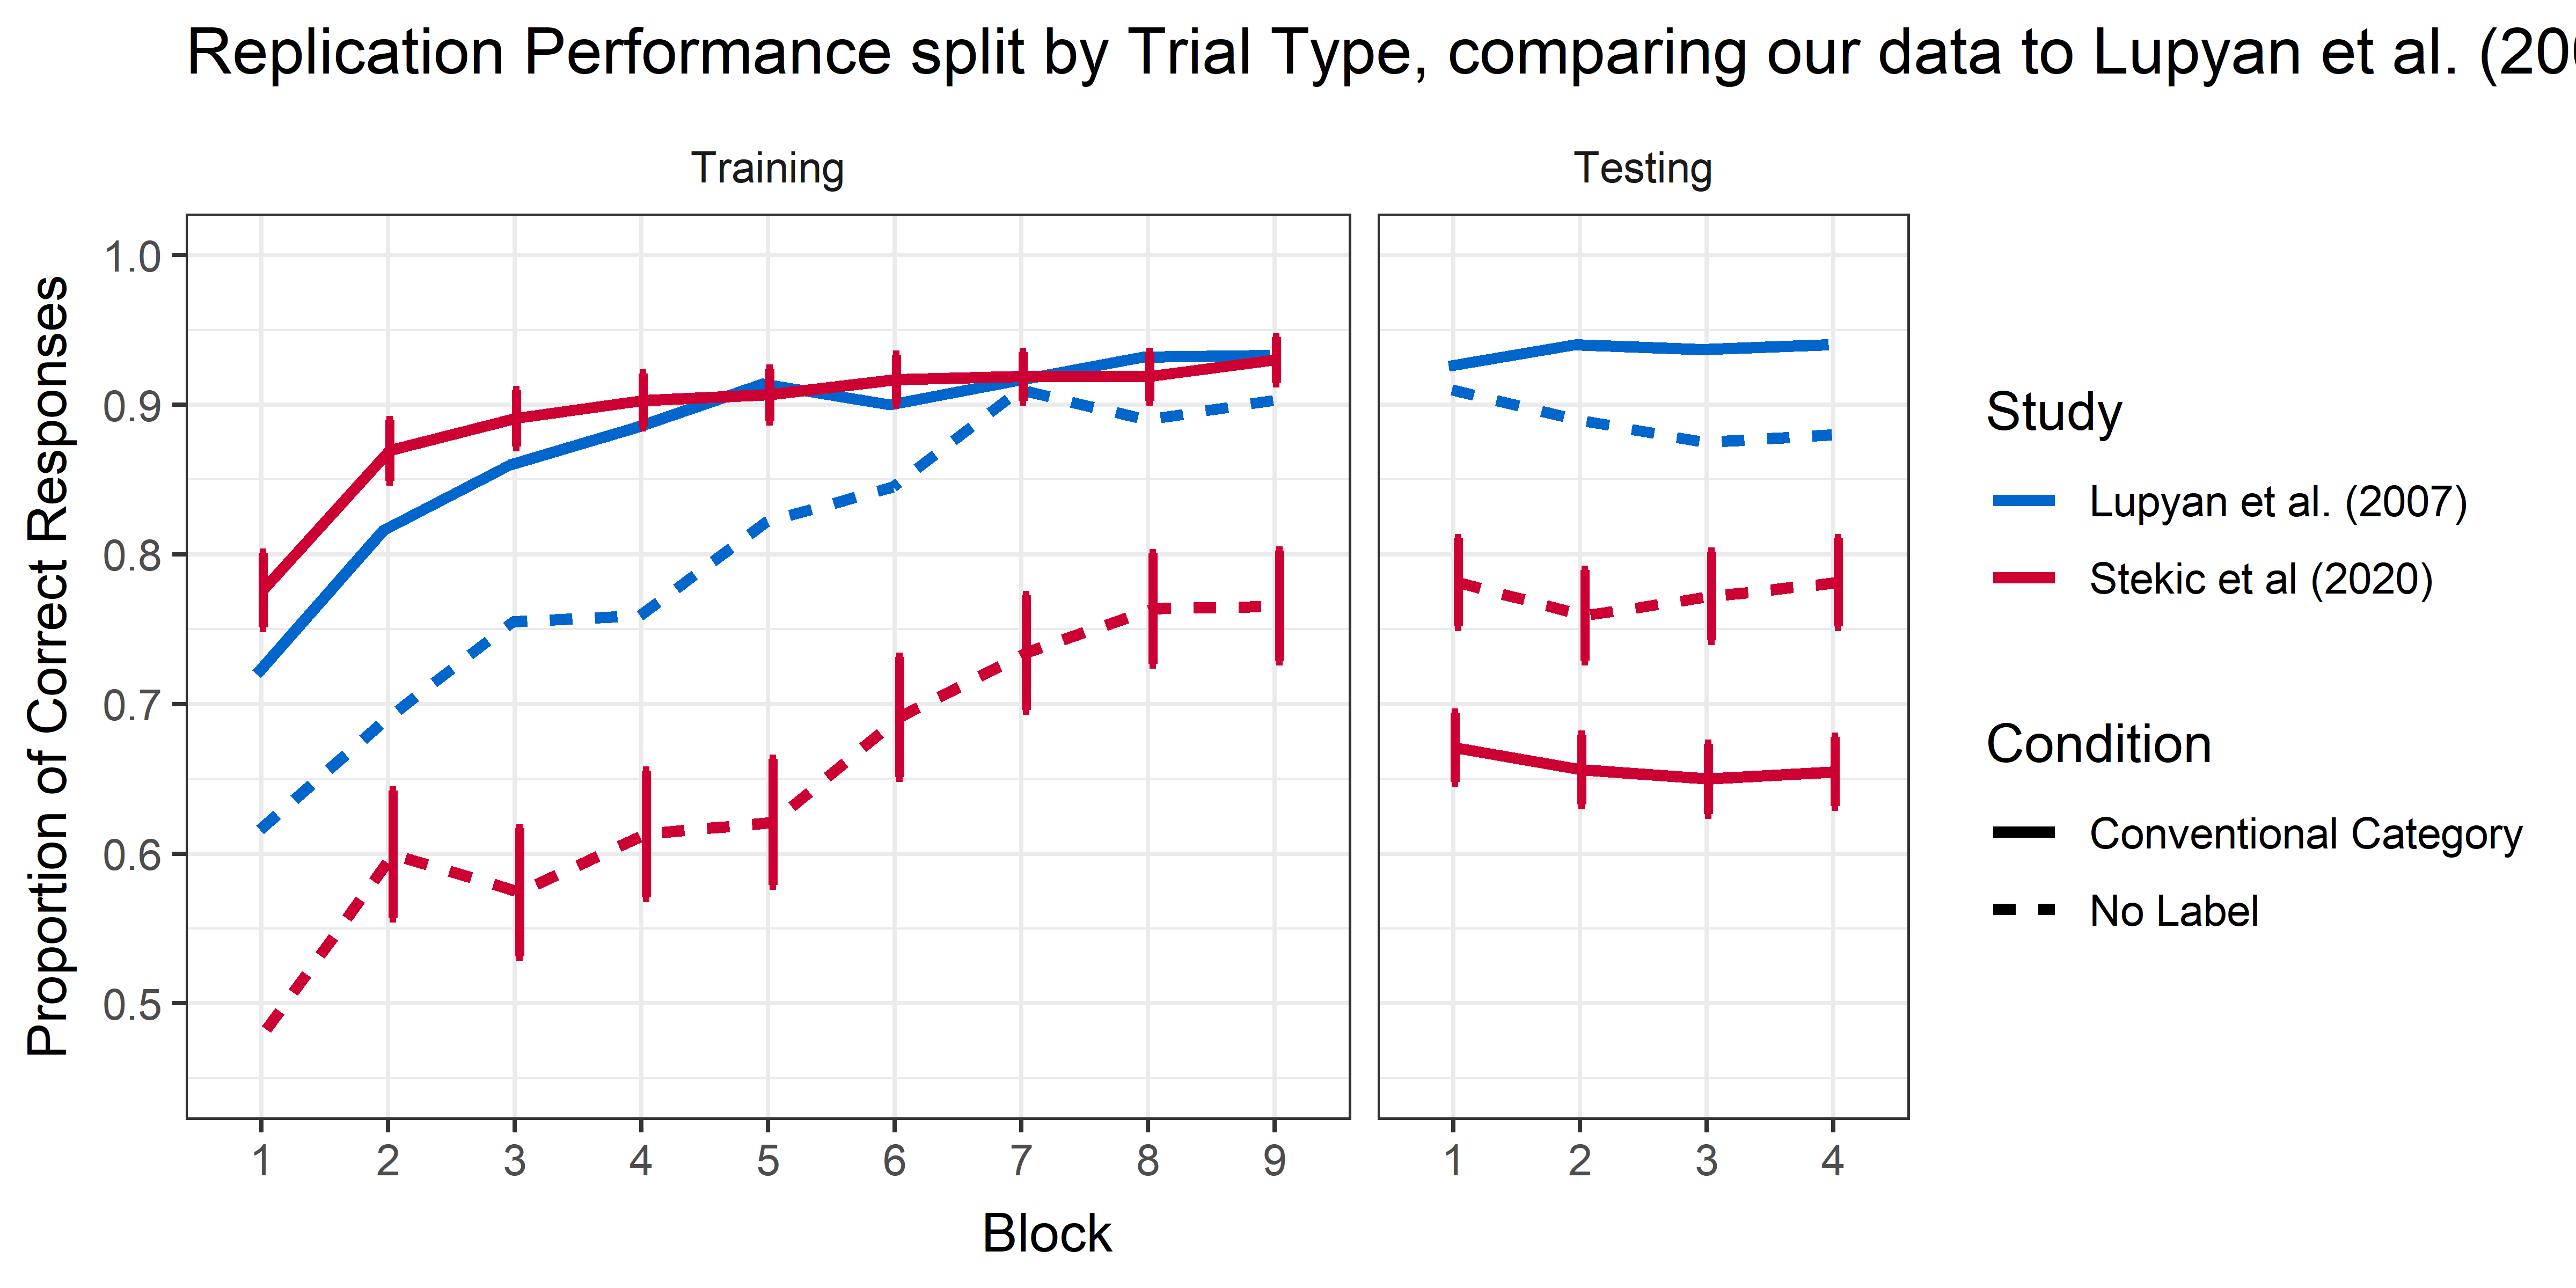 Replication Performance split by Trial Type, comparing our data to Lupyan et al. (200
Training
Testing
Proportion of Correct Responses
1.0
0.9
0.8
0.7
0.6
0.5
1 2 3 4 5 6 7 8 9
1 2 3 4
Block
Study
Lupyan et al. (2007)
Stekic et al (2020)
Condition
Conventional Category
No Label